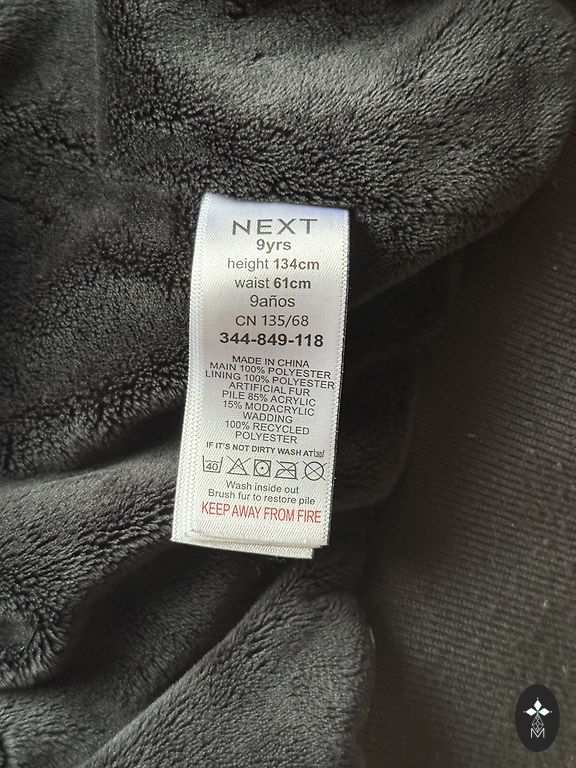 NEXT
9yrs
height 134cm
waist 61cm
9años
CN 135/68
344-849-118
MADE IN CHINA
MAIN 100% POLYESTER
LINING 100% POLYESTER
ARTIFICIAL FUR
PILE 85% ACRYLIC
15% MODACRYLIC
WADDING
100% RECYCLED
POLYESTER
IF IT'S NOT DIRTY WASH AT
40
Wash inside out
Brush fur to restore pile
KEEP AWAY FROM FIRE
M